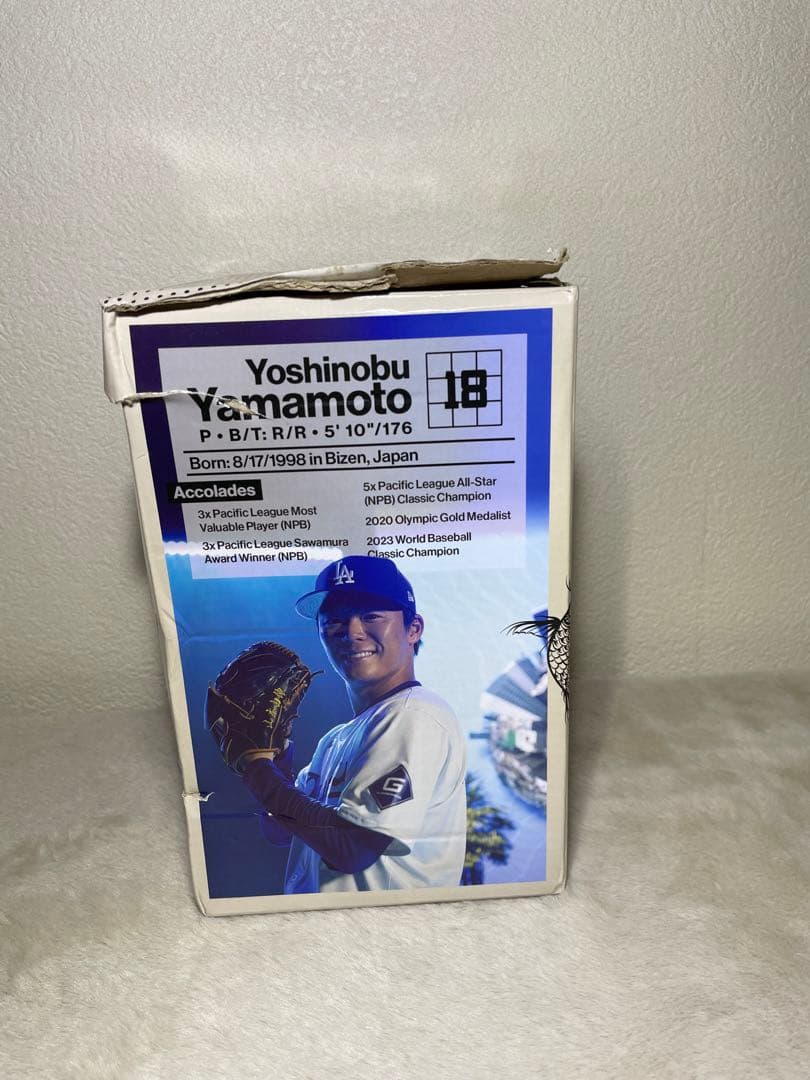 Yoshinobu
Yamamoto
18
P • B/T: R/R • 5' 10"/176
Born: 8/17/1998 in Bizen, Japan
Accolades
3x Pacific League Most
Valuable Player (NPB)
3x Pacific League Sawamura
Award Winner (NPB)
5x Pacific League All-Star
(NPB) Classic Champion
2020 Olympic Gold Medalist
2023 World Baseball
Classic Champion
LA
G